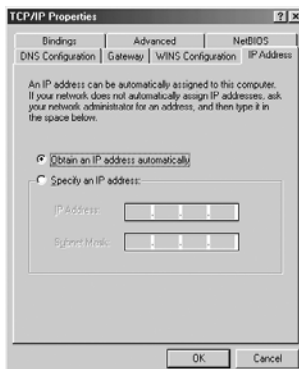 TCP/IP Properties
Bindings Advanced NetBIOS
DNS Configuration Gateway WINS Configuration IP Address
An IP address can be automatically assigned to this computer.
If your network does not automatically assign IP addresses, ask
your network administrator for an address, and then type it in
the space below.
Obtain an IP address automatically
Specify an IP address:
IP Address:
Subnet Mask:
OK Cancel